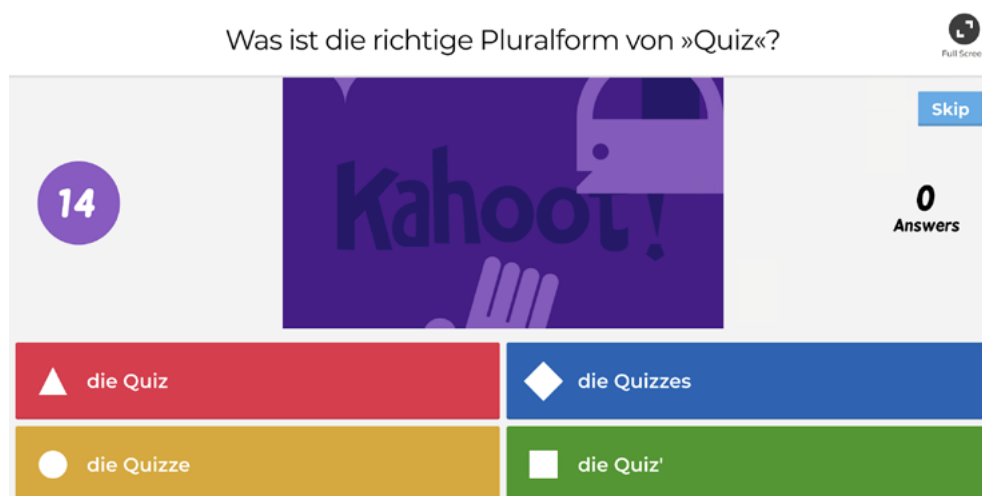 Was ist die richtige Pluralform von »Quiz«?
Full Scree
Skip
14
Kahoot!
0
Answers
die Quiz
die Quizzes
die Quizze
die Quiz'